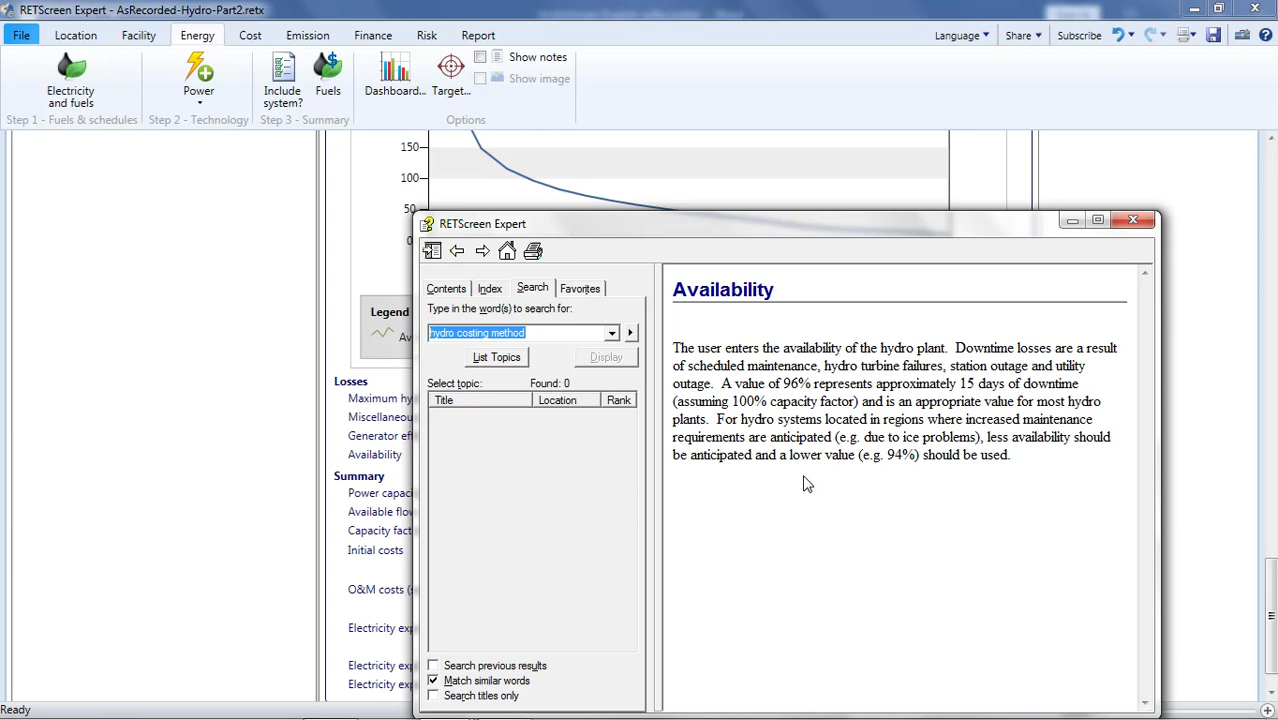 RETScreen Expert - AsRecorded-Hydro-Part2.retx
File Location Facility Energy Cost Emission Finance Risk Report Language Share Subscribe
Show notes
Show image
Electricity and fuels
Power
Include system?
Fuels
Dashboard...
Target...
Step 1 - Fuels & schedules Step 2 - Technology Step 3 - Summary Options
150
100
50
0
Legend
Av
Losses
Maximum hy
Miscellaneou
Generator eff
Availability
Summary
Power capaci
Available flow
Capacity fact
Initial costs
O&M costs (s
Electricity exp
Electricity exp
Electricity exp
Ready
RETScreen Expert
Contents Index Search Favorites
Type in the word(s) to search for:
hydro costing method
List Topics Display
Select topic: Found: 0
Title Location Rank
Search previous results
Match similar words
Search titles only
Availability
The user enters the availability of the hydro plant. Downtime losses are a result
of scheduled maintenance, hydro turbine failures, station outage and utility
outage. A value of 96% represents approximately 15 days of downtime
(assuming 100% capacity factor) and is an appropriate value for most hydro
plants. For hydro systems located in regions where increased maintenance
requirements are anticipated (e.g. due to ice problems), less availability should
be anticipated and a lower value (e.g. 94%) should be used.